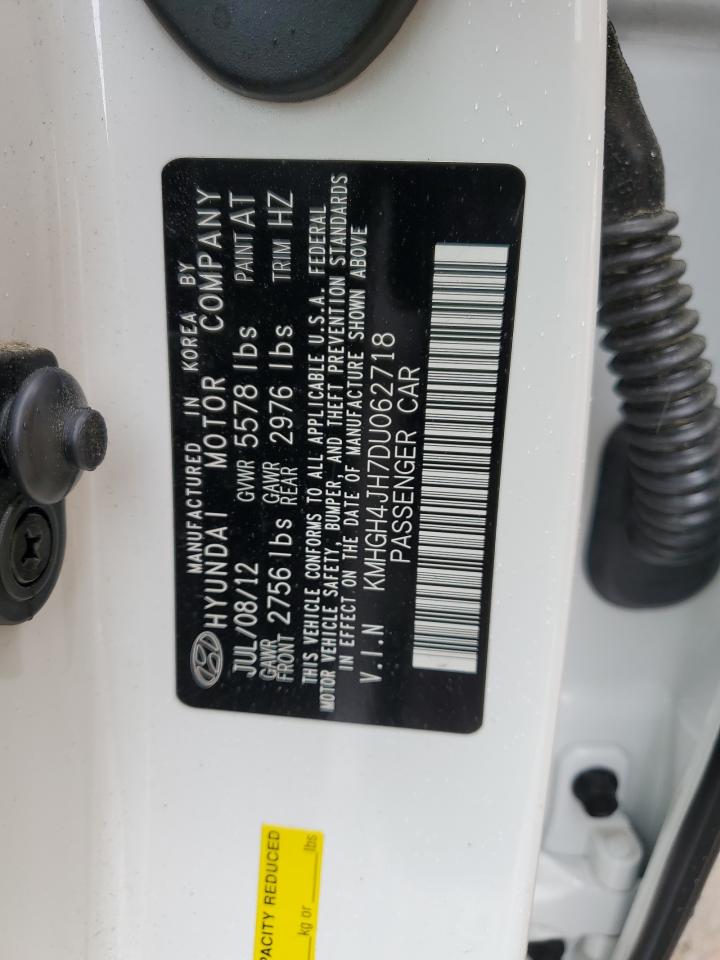 MANUFACTURED IN KOREA BY
HYUNDAI MOTOR COMPANY
JUL/08/12 GVWR 5578 lbs PAINT AT
GAWR FRONT 2756 lbs GAWR REAR 2976 lbs TRIM HZ
THIS VEHICLE CONFORMS TO ALL APPLICABLE U.S.A. FEDERAL
MOTOR VEHICLE SAFETY, BUMPER, AND THEFT PREVENTION STANDARDS
IN EFFECT ON THE DATE OF MANUFACTURE SHOWN ABOVE
V.I.N KMHGH4JH7DU062718
PASSENGER CAR
PACITY REDUCED
kg or ______lbs